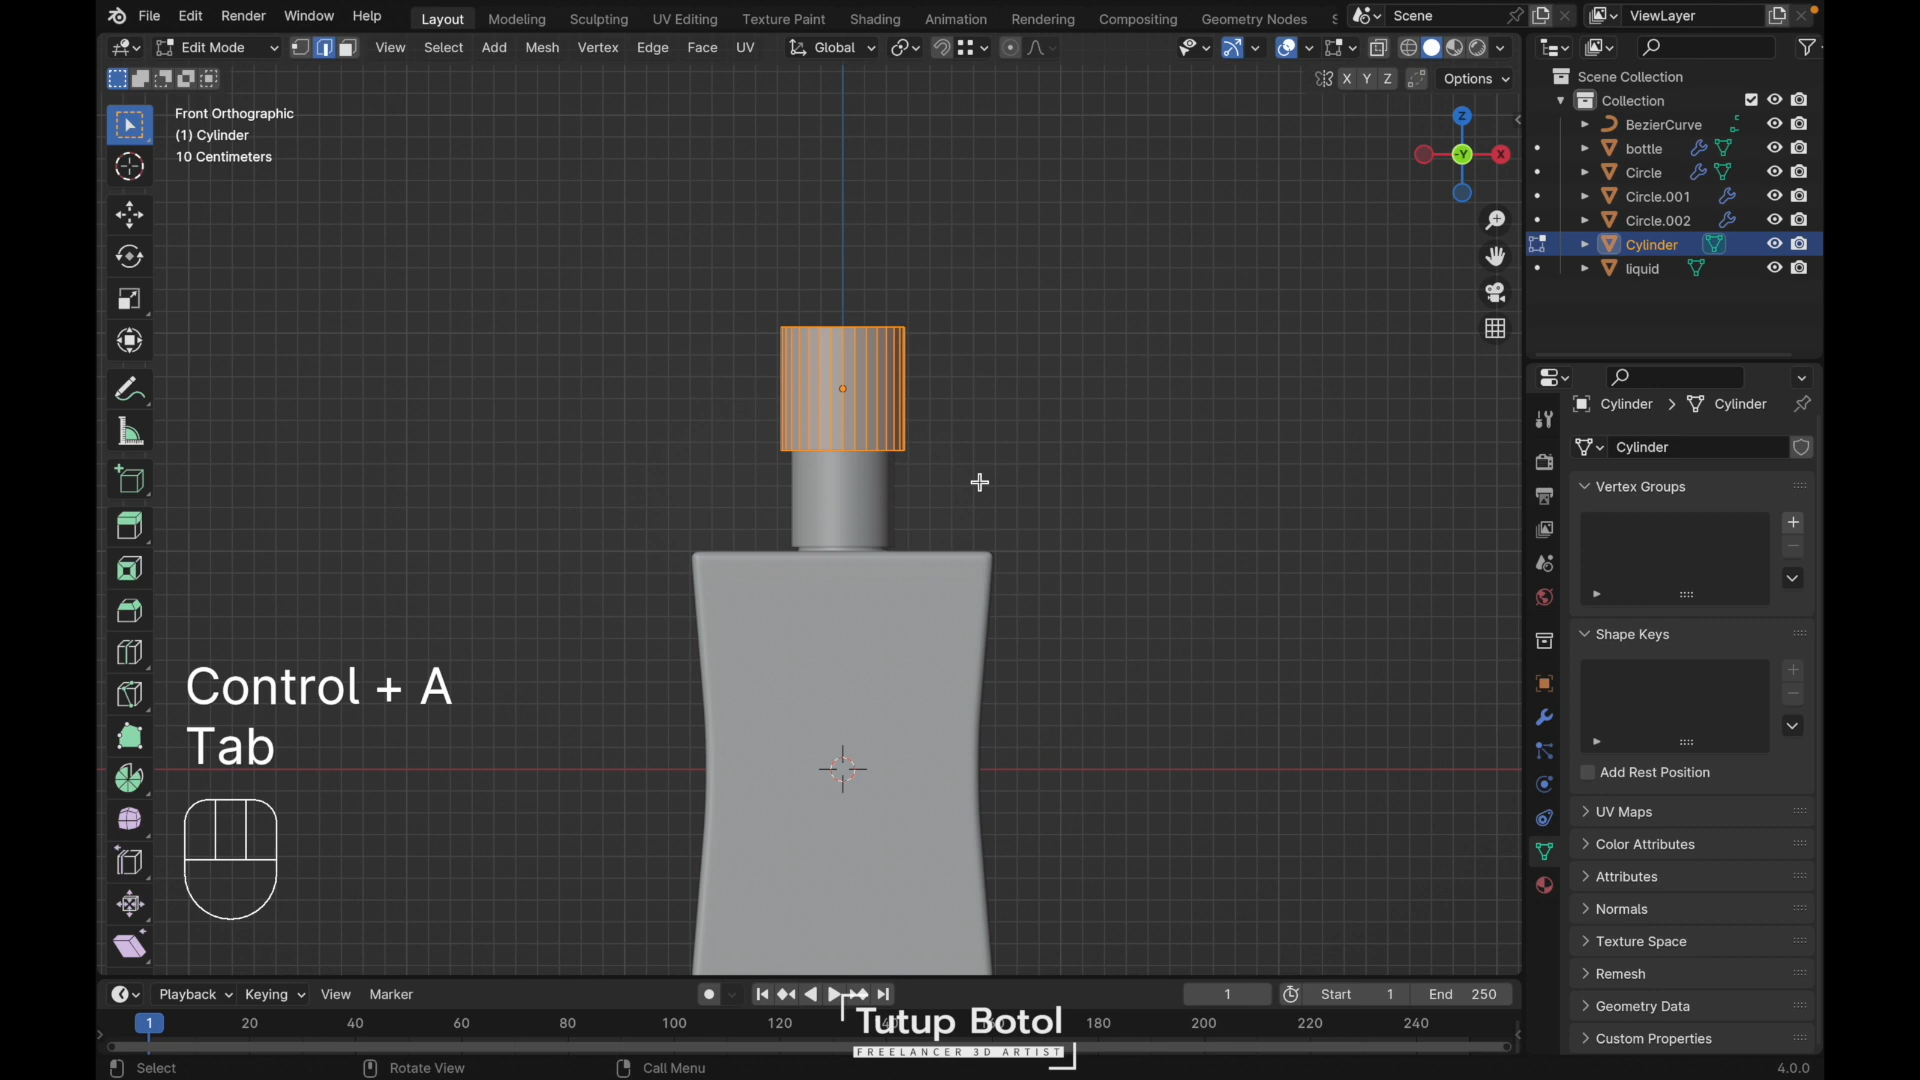 File Edit Render Window Help Layout Modeling Sculpting UV Editing Texture Paint Shading Animation Rendering Compositing Geometry Nodes S Scene ViewLayer
Edit Mode View Select Add Mesh Vertex Edge Face UV Global
X Y Z Options
Front Orthographic
(1) Cylinder
10 Centimeters
Z
-Y
X
Scene Collection
Collection
BezierCurve
bottle
Circle
Circle.001
Circle.002
Cylinder
liquid
Cylinder Cylinder
Cylinder
Vertex Groups
Shape Keys
Add Rest Position
UV Maps
Color Attributes
Attributes
Normals
Texture Space
Remesh
Geometry Data
Custom Properties
Control + A
Tab
Playback Keying View Marker 1 Start 1 End 250
1 20 40 60 80 100 120 180 200 220 240
Tutup Botol
FREELANCER 3D ARTIST
Select Rotate View Call Menu 4.0.0